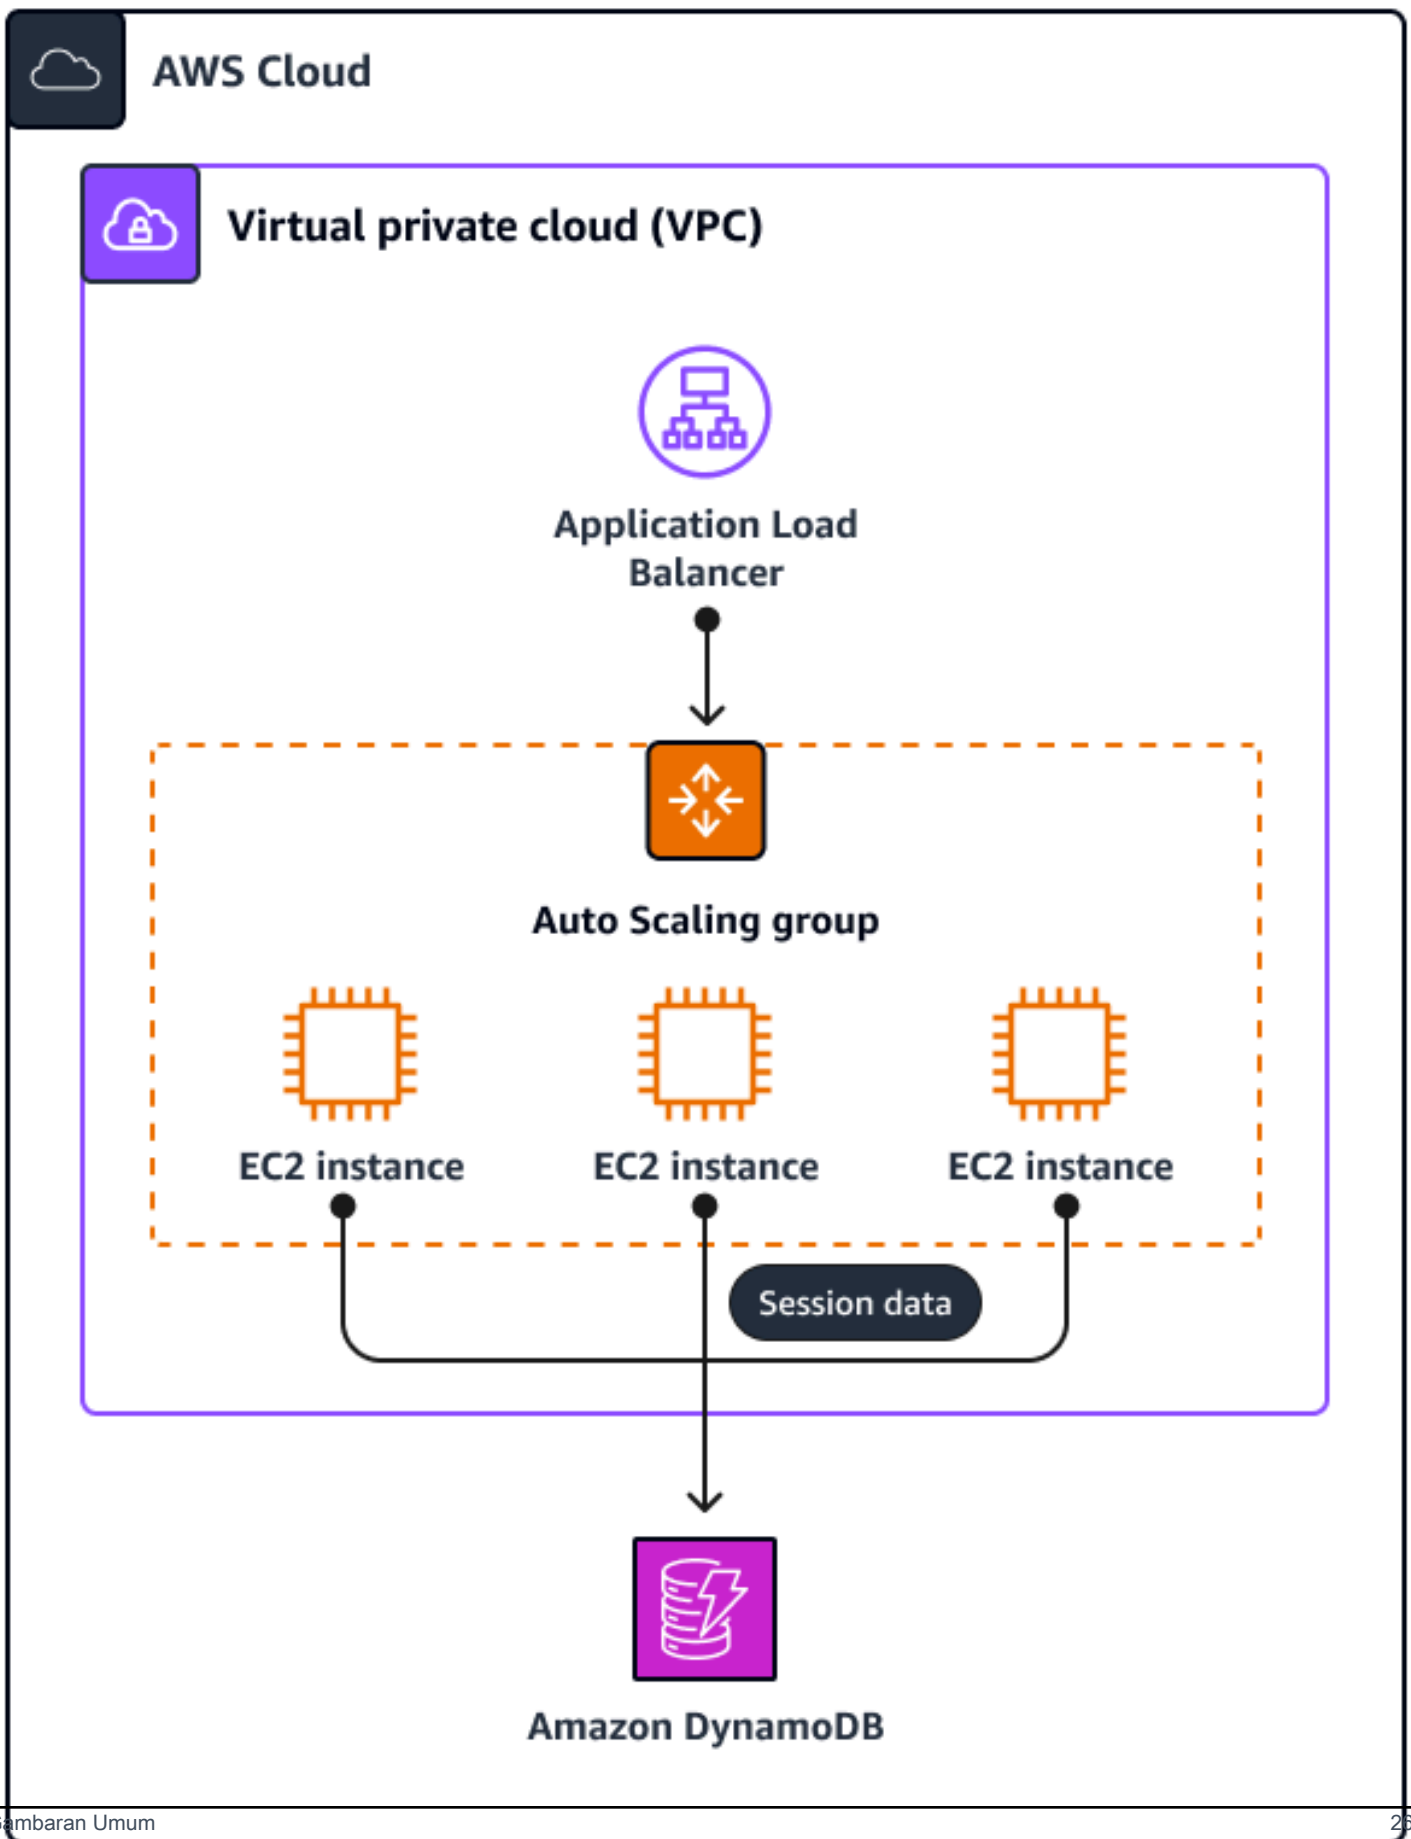 AWS Cloud
Virtual private cloud (VPC)
Application Load
Balancer
Auto Scaling group
EC2 instance EC2 instance EC2 instance
Session data
Amazon DynamoDB
Umum